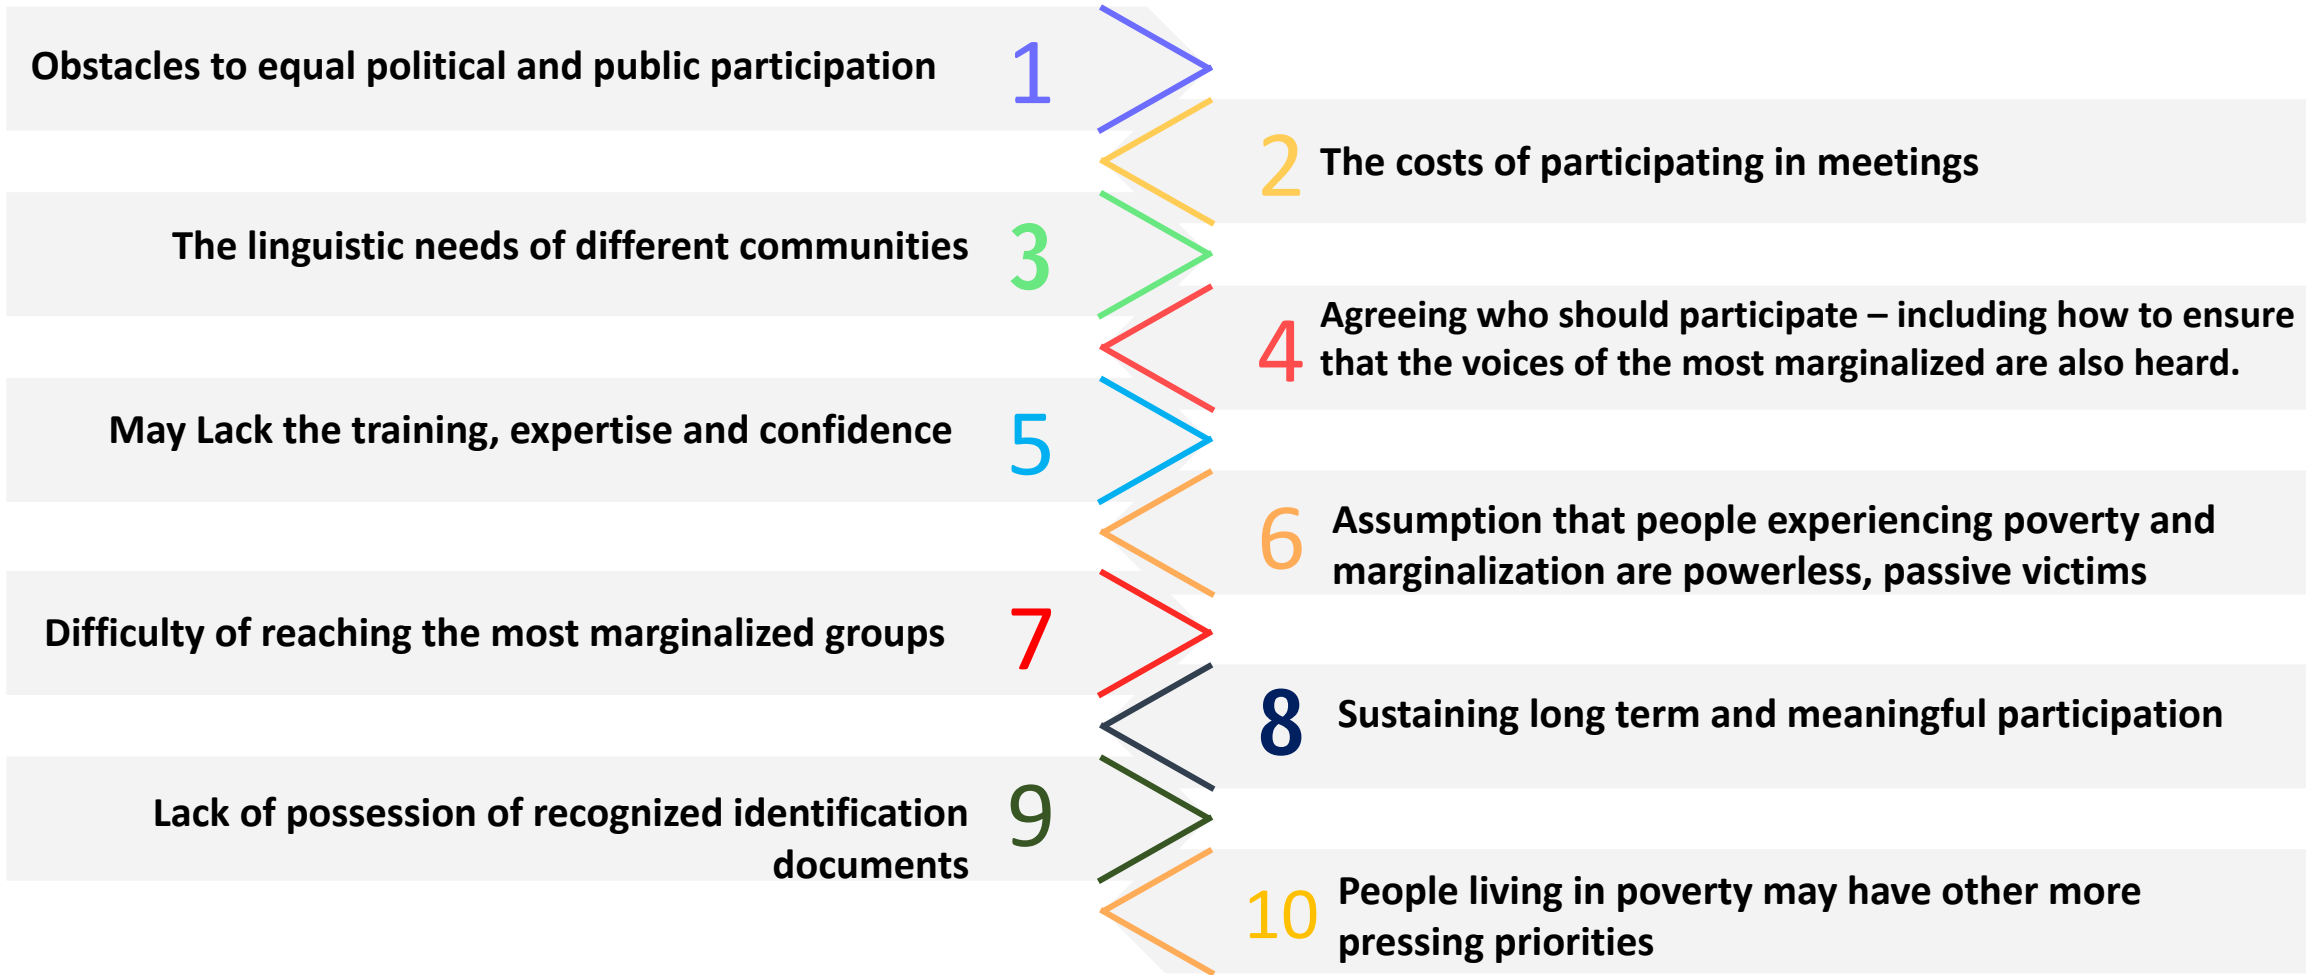 Obstacles to equal political and public participation 1
2 The costs of participating in meetings
The linguistic needs of different communities 3
4 Agreeing who should participate – including how to ensure
that the voices of the most marginalized are also heard.
May Lack the training, expertise and confidence 5
6 Assumption that people experiencing poverty and
marginalization are powerless, passive victims
Difficulty of reaching the most marginalized groups 7
8 Sustaining long term and meaningful participation
Lack of possession of recognized identification 9
documents
10 People living in poverty may have other more
pressing priorities